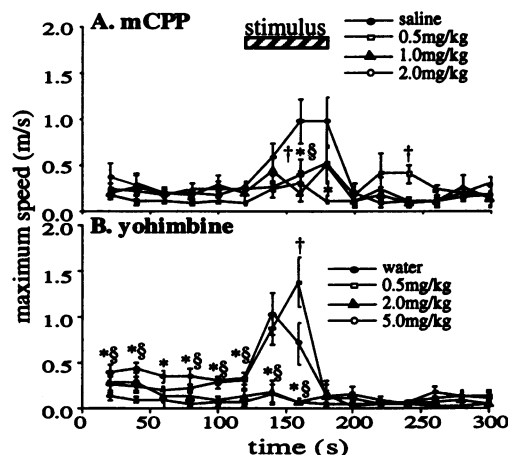 A. mCPP
stimulus
saline
0.5mg/kg
1.0mg/kg
2.0mg/kg
2.0
1.5
1.0
0.5
0.0
†*§
*
†
maximum speed (m/s)
B. yohimbine
water
0.5mg/kg
2.0mg/kg
5.0mg/kg
2.0
1.5
1.0
0.5
0.0
†
*§ *§ * *§ *§ *§ *§ *§
0 50 100 150 200 250 300
time (s)